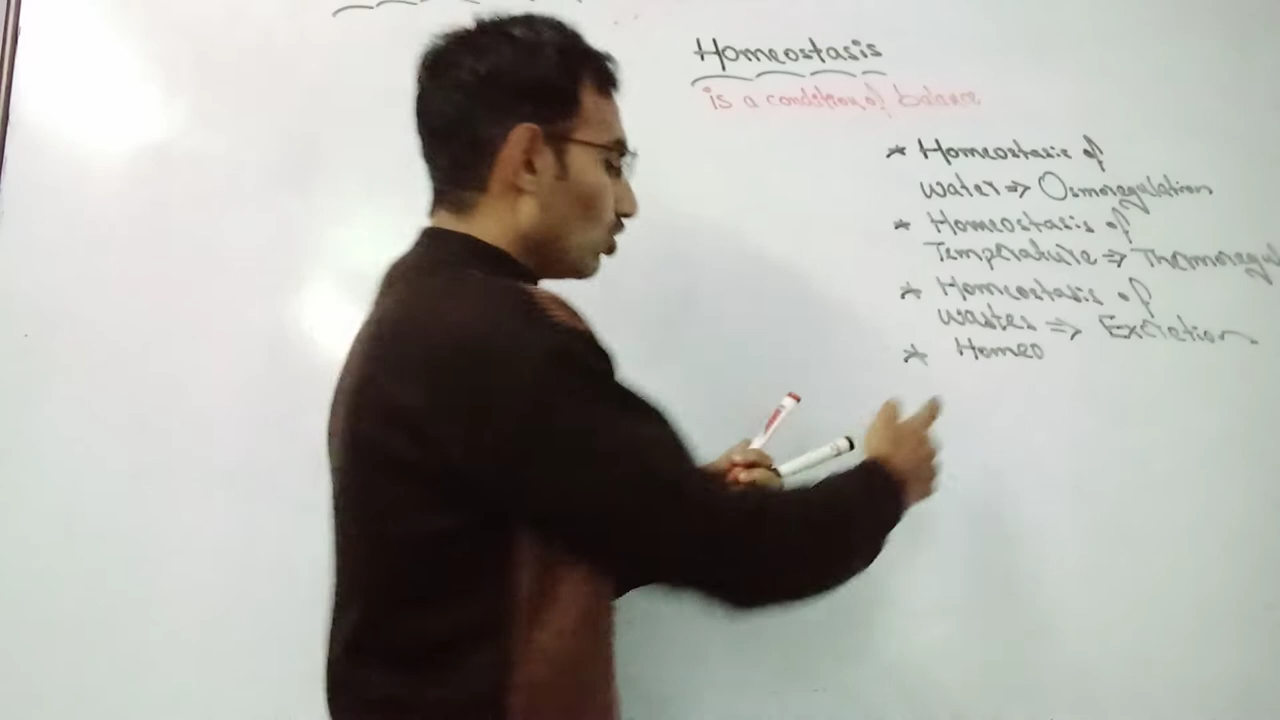 Homeostasis
is a condition of balance
* Homeostasis of
water => Osmoregulation
* Homeostasis of
Temperature => Thermoregul
* Homeostasis of
wastes => Excretion
* Homeo